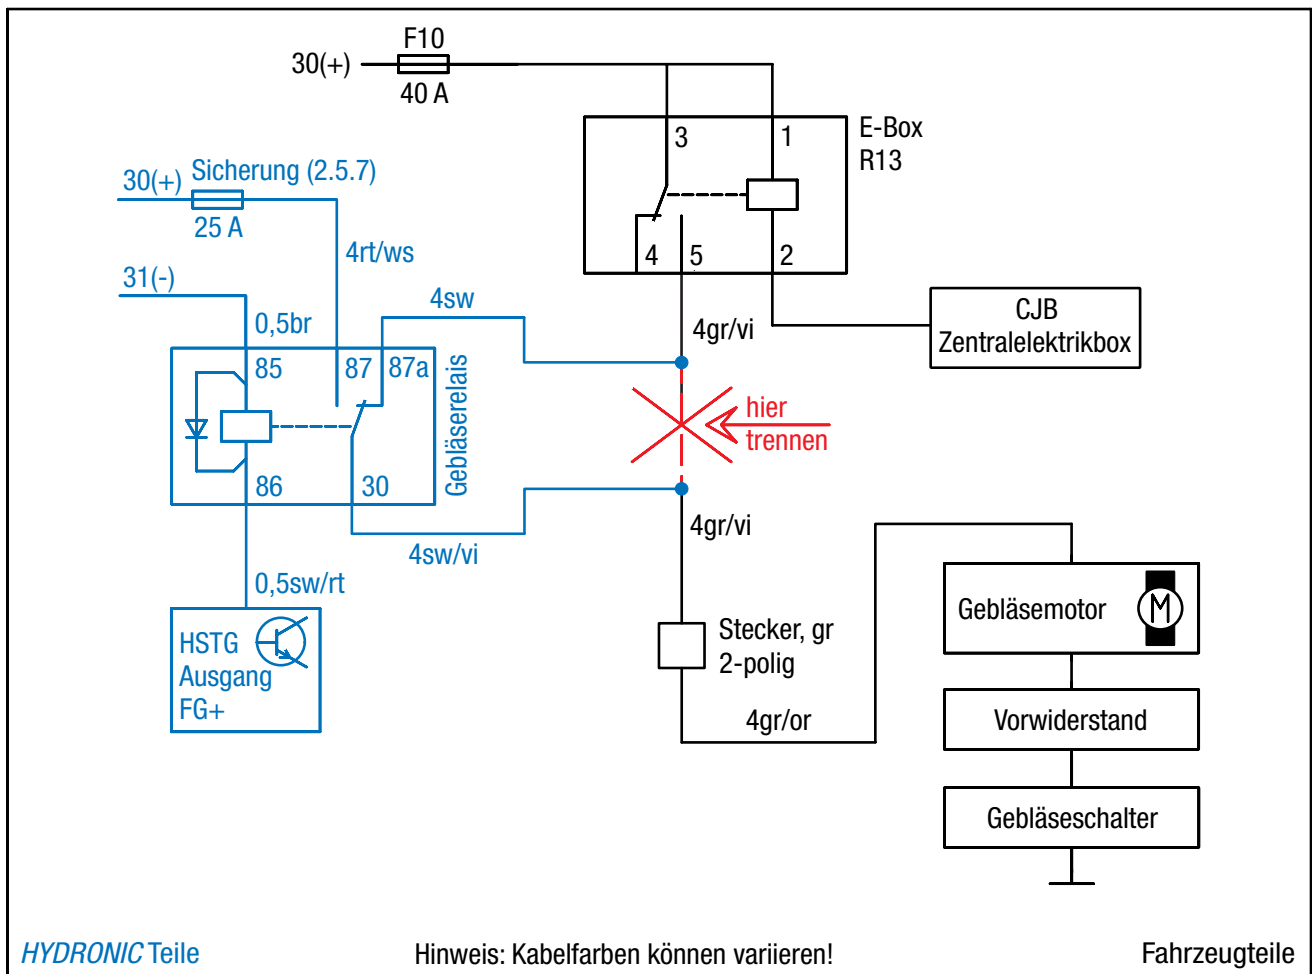 F10
30(+)
40 A
E-Box
R13
3
1
4
5
2
Sicherung (2.5.7)
30(+)
25 A
4rt/ws
31(-)
4sw
0,5br
4gr/vi
CJB
Zentralelektrikbox
85
87
87a
Gebläserelais
hier
trennen
86
30
4gr/vi
4sw/vi
0,5sw/rt
HSTG
Ausgang
FG+
Stecker, gr
2-polig
4gr/or
Gebläsemotor
M
Vorwiderstand
Gebläseschalter
HYDRONIC Teile
Hinweis: Kabelfarben können variieren!
Fahrzeugteile